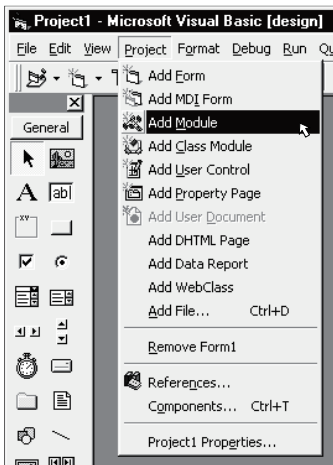 Project1 - Microsoft Visual Basic [design]
File Edit View Project Format Debug Run Qu
General
A ab|
xv
Add Form
Add MDI Form
Add Module
Add Class Module
Add User Control
Add Property Page
Add User Document
Add DHTML Page
Add Data Report
Add WebClass
Add File... Ctrl+D
Remove Form1
References...
Components... Ctrl+T
Project1 Properties...